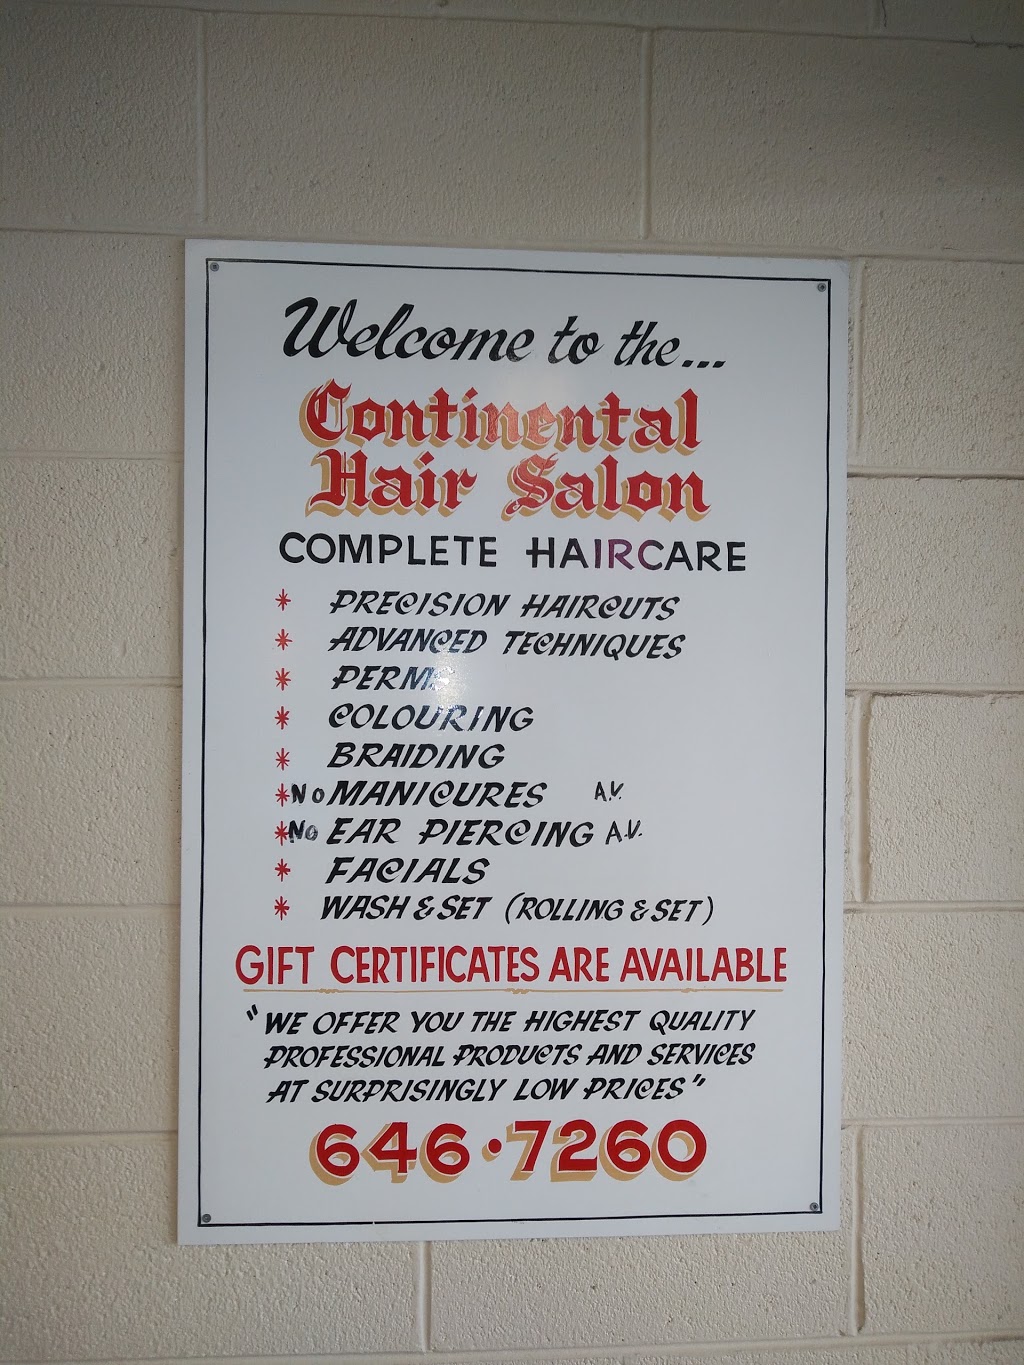 Welcome to the...
Continental
Hair Salon
COMPLETE HAIRCARE
* PRECISION HAIRCUTS
* ADVANCED TECHNIQUES
* PERMS
* COLOURING
* BRAIDING
* No MANICURES A.V.
* No EAR PIERCING A.V.
* FACIALS
* WASH & SET (ROLLING & SET)
GIFT CERTIFICATES ARE AVAILABLE
"WE OFFER YOU THE HIGHEST QUALITY
PROFESSIONAL PRODUCTS AND SERVICES
AT SURPRISINGLY LOW PRICES"
646•7260